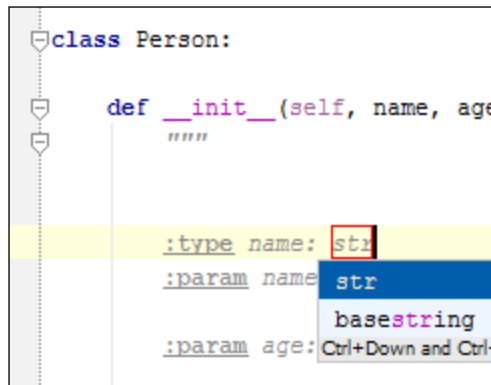 class Person:
def __init__(self, name, age
"""
:type name: str
:param name
str
basestring
:param age:
Ctrl+Down and Ctrl+